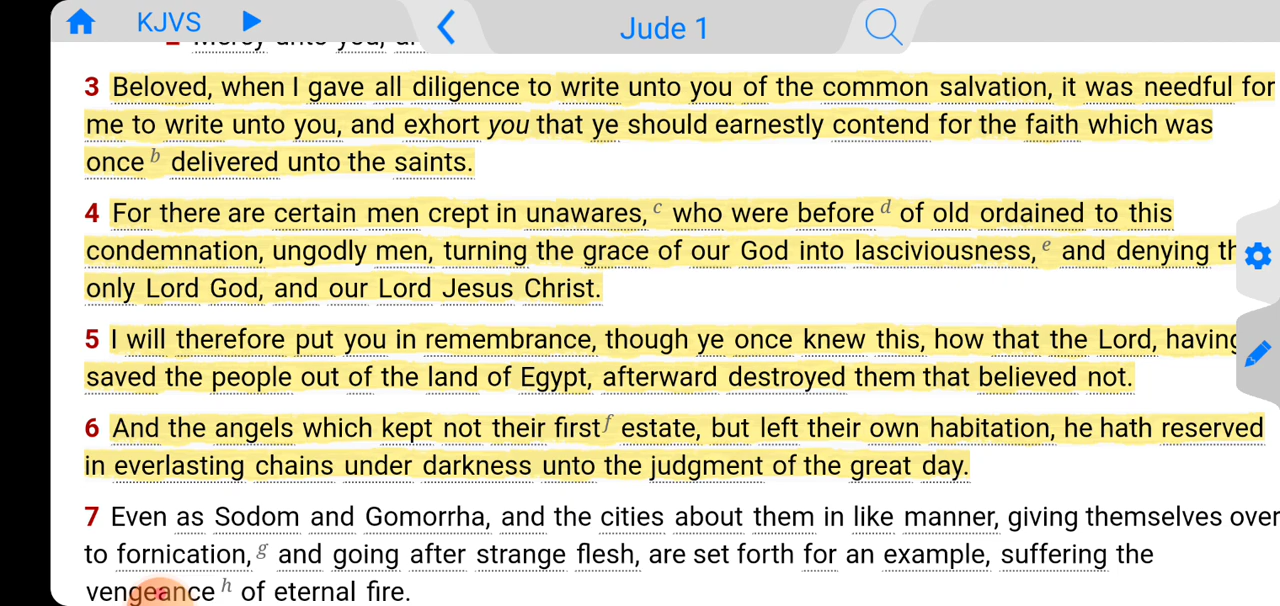 KJVS Jude 1
3 Beloved, when I gave all diligence to write unto you of the common salvation, it was needful for
me to write unto you, and exhort you that ye should earnestly contend for the faith which was
once b delivered unto the saints.
4 For there are certain men crept in unawares, c who were before d of old ordained to this
condemnation, ungodly men, turning the grace of our God into lasciviousness, e and denying
only Lord God, and our Lord Jesus Christ.
5 I will therefore put you in remembrance, though ye once knew this, how that the Lord, having
saved the people out of the land of Egypt, afterward destroyed them that believed not.
6 And the angels which kept not their first f estate, but left their own habitation, he hath reserved
in everlasting chains under darkness unto the judgment of the great day.
7 Even as Sodom and Gomorrha, and the cities about them in like manner, giving themselves over
to fornication, g and going after strange flesh, are set forth for an example, suffering the
vengeance h of eternal fire.